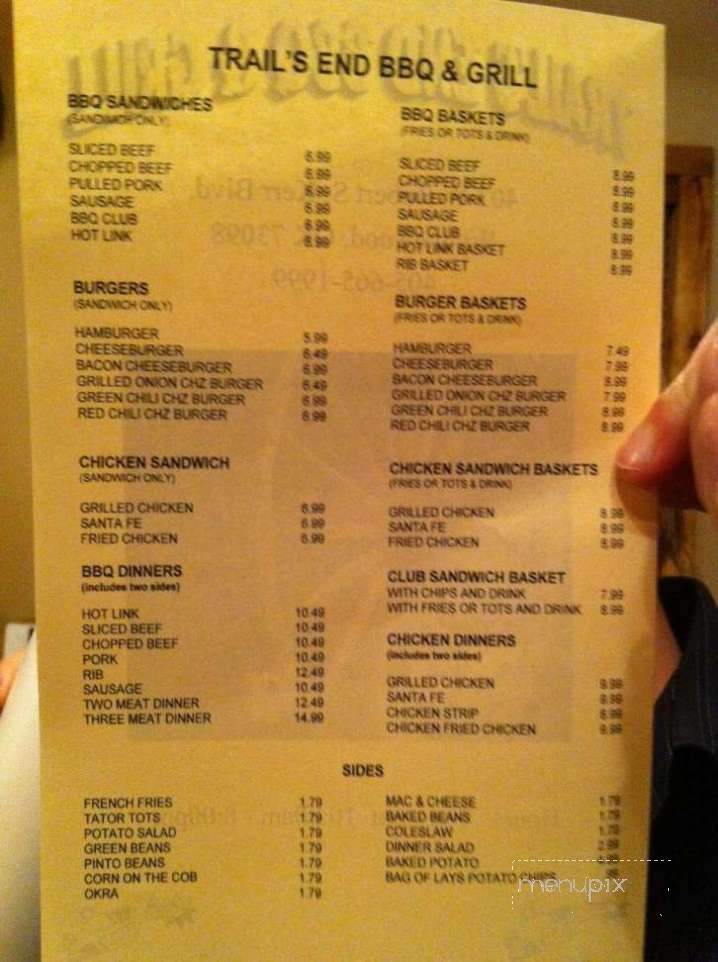 TRAIL'S END BBQ & GRILL
BBQ SANDWICHES
(SANDWICH ONLY)
SLICED BEEF 6.99
CHOPPED BEEF 6.99
PULLED PORK 6.99
SAUSAGE 6.99
BBQ CLUB 6.99
HOT LINK 6.99
BURGERS
(SANDWICH ONLY)
HAMBURGER 5.99
CHEESEBURGER 6.49
BACON CHEESEBURGER 6.99
GRILLED ONION CHZ BURGER 6.49
GREEN CHILI CHZ BURGER 6.99
RED CHILI CHZ BURGER 6.99
CHICKEN SANDWICH
(SANDWICH ONLY)
GRILLED CHICKEN 6.99
SANTA FE 6.99
FRIED CHICKEN 6.99
BBQ DINNERS
(includes two sides)
HOT LINK 10.49
SLICED BEEF 10.49
CHOPPED BEEF 10.49
PORK 10.49
RIB 12.49
SAUSAGE 10.49
TWO MEAT DINNER 12.49
THREE MEAT DINNER 14.99
BBQ BASKETS
(FRIES OR TOTS & DRINK)
SLICED BEEF 8.99
CHOPPED BEEF 8.99
PULLED PORK 8.99
SAUSAGE 8.99
BBQ CLUB 8.99
HOT LINK BASKET 8.99
RIB BASKET 8.99
BURGER BASKETS
(FRIES OR TOTS & DRINK)
HAMBURGER 7.49
CHEESEBURGER 7.99
BACON CHEESEBURGER 8.99
GRILLED ONION CHZ BURGER 7.99
GREEN CHILI CHZ BURGER 8.99
RED CHILI CHZ BURGER 8.99
CHICKEN SANDWICH BASKETS
(FRIES OR TOTS & DRINK)
GRILLED CHICKEN 8.99
SANTA FE 8.99
FRIED CHICKEN 8.99
CLUB SANDWICH BASKET
WITH CHIPS AND DRINK 7.99
WITH FRIES OR TOTS AND DRINK 8.99
CHICKEN DINNERS
(includes two sides)
GRILLED CHICKEN 9.99
SANTA FE 9.99
CHICKEN STRIP
CHICKEN FRIED CHICKEN 9.99
SIDES
FRENCH FRIES 1.79
TATOR TOTS 1.79
POTATO SALAD 1.79
GREEN BEANS 1.79
PINTO BEANS 1.79
CORN ON THE COB 1.79
OKRA 1.79
MAC & CHEESE 1.79
BAKED BEANS 1.79
COLESLAW 1.79
DINNER SALAD 2.99
BAKED POTATO
BAG OF LAYS POTATO CHIPS
menupix